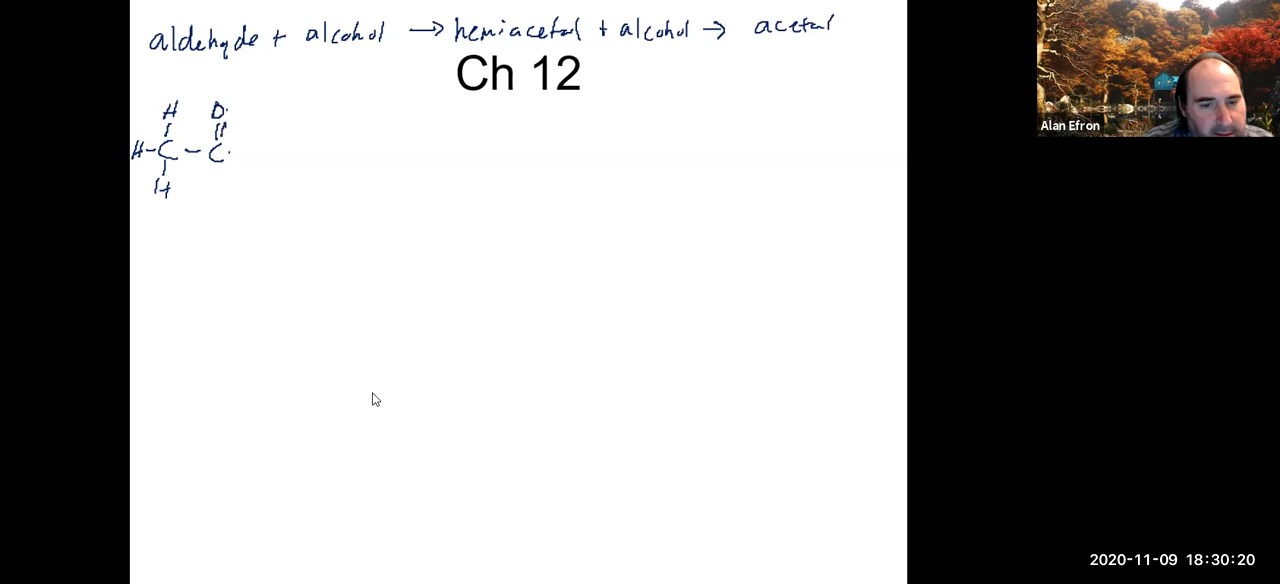 aldehyde + alcohol → hemiacetal + alcohol → acetal
Ch 12
H O
H-C-C
H
Alan Efron
2020-11-09 18:30:20